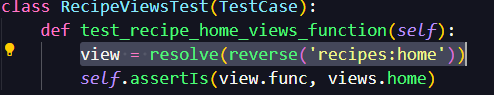 class RecipeViewsTest(TestCase):
def test_recipe_home_views_function(self):
view = resolve(reverse('recipes:home'))
self.assertIs(view.func, views.home)